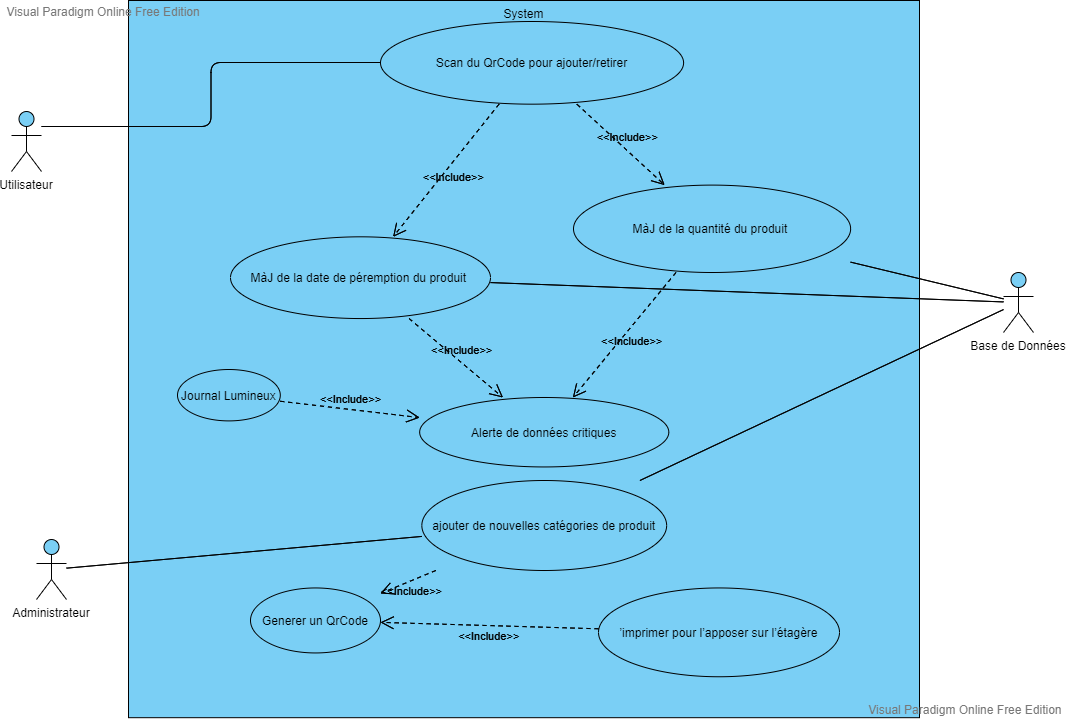 Visual Paradigm Online Free Edition
System
Scan du QrCode pour ajouter/retirer
<<Include>>
<<Include>>
Utilisateur
MàJ de la quantité du produit
MàJ de la date de péremption du produit
<<Include>>
<<Include>>
Base de Données
Journal Lumineux
<<Include>>
Alerte de données critiques
ajouter de nouvelles catégories de produit
Administrateur
<<Include>>
Generer un QrCode
<<Include>>
'imprimer pour l'apposer sur l'étagère
Visual Paradigm Online Free Edition